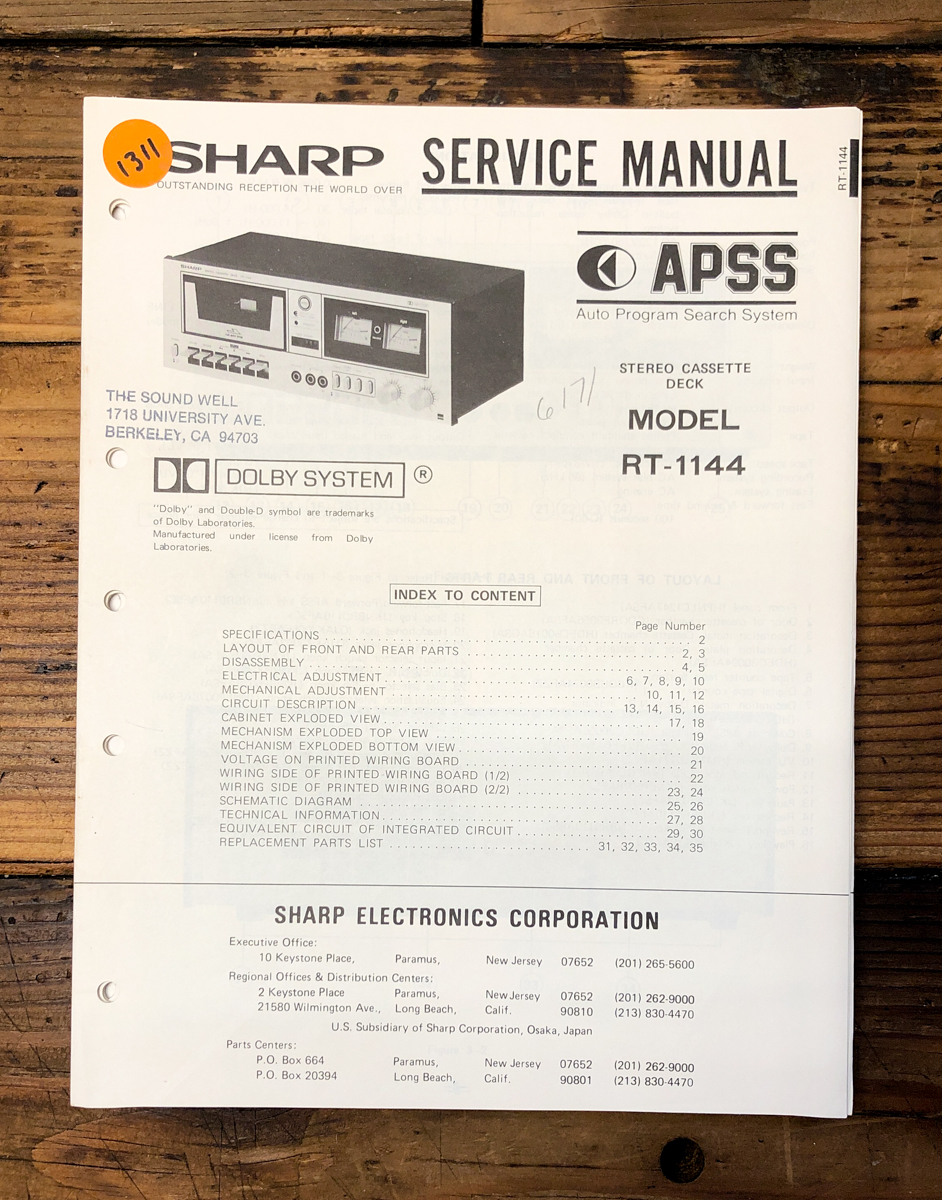 1311
SHARP
OUTSTANDING RECEPTION THE WORLD OVER
SERVICE MANUAL
RT-1144
SHARP
APSS
Auto Program Search System
STEREO CASSETTE
DECK
MODEL
RT-1144
6171
THE SOUND WELL
1718 UNIVERSITY AVE.
BERKELEY, CA 94703
DOLBY SYSTEM ®
"Dolby" and Double-D symbol are trademarks
of Dolby Laboratories.
Manufactured under license from Dolby
Laboratories.
INDEX TO CONTENT
Page Number
SPECIFICATIONS . . . . . 2
LAYOUT OF FRONT AND REAR PARTS . . . . . 2, 3
DISASSEMBLY . . . . . 4, 5
ELECTRICAL ADJUSTMENT . . . . . 6, 7, 8, 9, 10
MECHANICAL ADJUSTMENT . . . . . 10, 11, 12
CIRCUIT DESCRIPTION . . . . . 13, 14, 15, 16
CABINET EXPLODED VIEW . . . . . 17, 18
MECHANISM EXPLODED TOP VIEW . . . . . 19
MECHANISM EXPLODED BOTTOM VIEW . . . . . 20
VOLTAGE ON PRINTED WIRING BOARD . . . . . 21
WIRING SIDE OF PRINTED WIRING BOARD (1/2) . . . . . 22
WIRING SIDE OF PRINTED WIRING BOARD (2/2) . . . . . 23, 24
SCHEMATIC DIAGRAM . . . . . 25, 26
TECHNICAL INFORMATION . . . . . 27, 28
EQUIVALENT CIRCUIT OF INTEGRATED CIRCUIT . . . . . 29, 30
REPLACEMENT PARTS LIST . . . . . 31, 32, 33, 34, 35
SHARP ELECTRONICS CORPORATION
Executive Office:
10 Keystone Place, Paramus, New Jersey 07652 (201) 265-5600
Regional Offices & Distribution Centers:
2 Keystone Place Paramus, New Jersey 07652 (201) 262-9000
21580 Wilmington Ave., Long Beach, Calif. 90810 (213) 830-4470
U.S. Subsidiary of Sharp Corporation, Osaka, Japan
Parts Centers:
P.O. Box 664 Paramus, New Jersey 07652 (201) 262-9000
P.O. Box 20394 Long Beach, Calif. 90801 (213) 830-4470